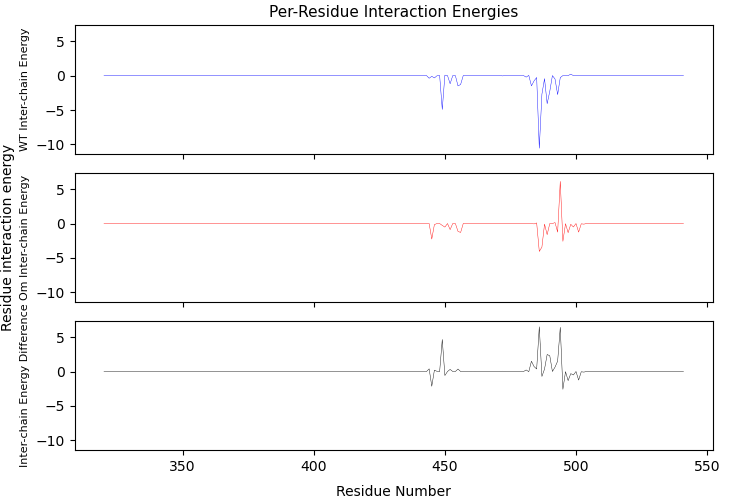 Per-Residue Interaction Energies
Residue interaction energy
WT Inter-chain Energy
5
0
−5
−10
Om Inter-chain Energy
5
0
−5
−10
Inter-chain Energy Difference
5
0
−5
−10
350
400
450
500
550
Residue Number